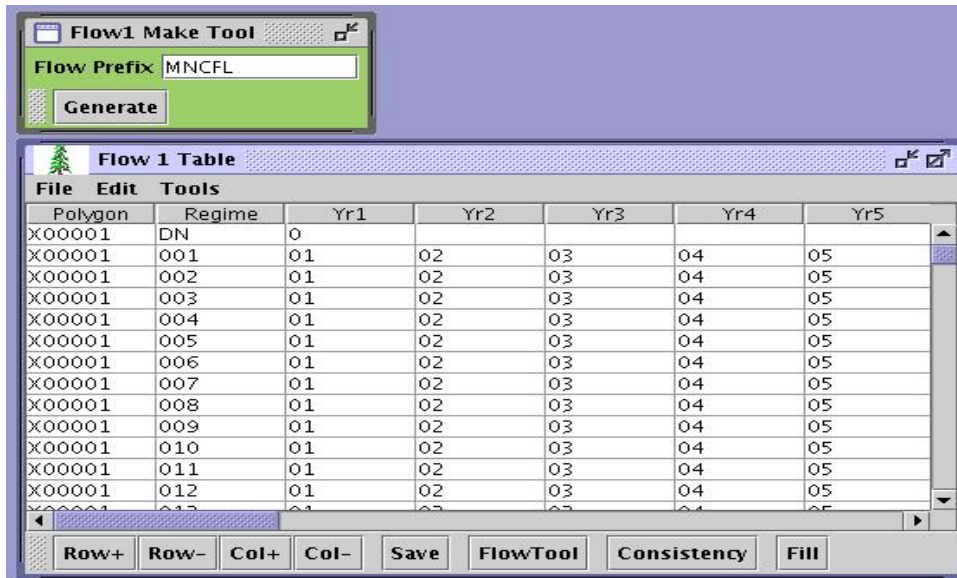 Flow1 Make Tool
Flow Prefix MNCFL
Generate
Flow 1 Table
File Edit Tools
Polygon Regime Yr1 Yr2 Yr3 Yr4 Yr5
X00001 DN 0
X00001 001 01 02 03 04 05
X00001 002 01 02 03 04 05
X00001 003 01 02 03 04 05
X00001 004 01 02 03 04 05
X00001 005 01 02 03 04 05
X00001 006 01 02 03 04 05
X00001 007 01 02 03 04 05
X00001 008 01 02 03 04 05
X00001 009 01 02 03 04 05
X00001 010 01 02 03 04 05
X00001 011 01 02 03 04 05
X00001 012 01 02 03 04 05
Row+ Row- Col+ Col- Save FlowTool Consistency Fill